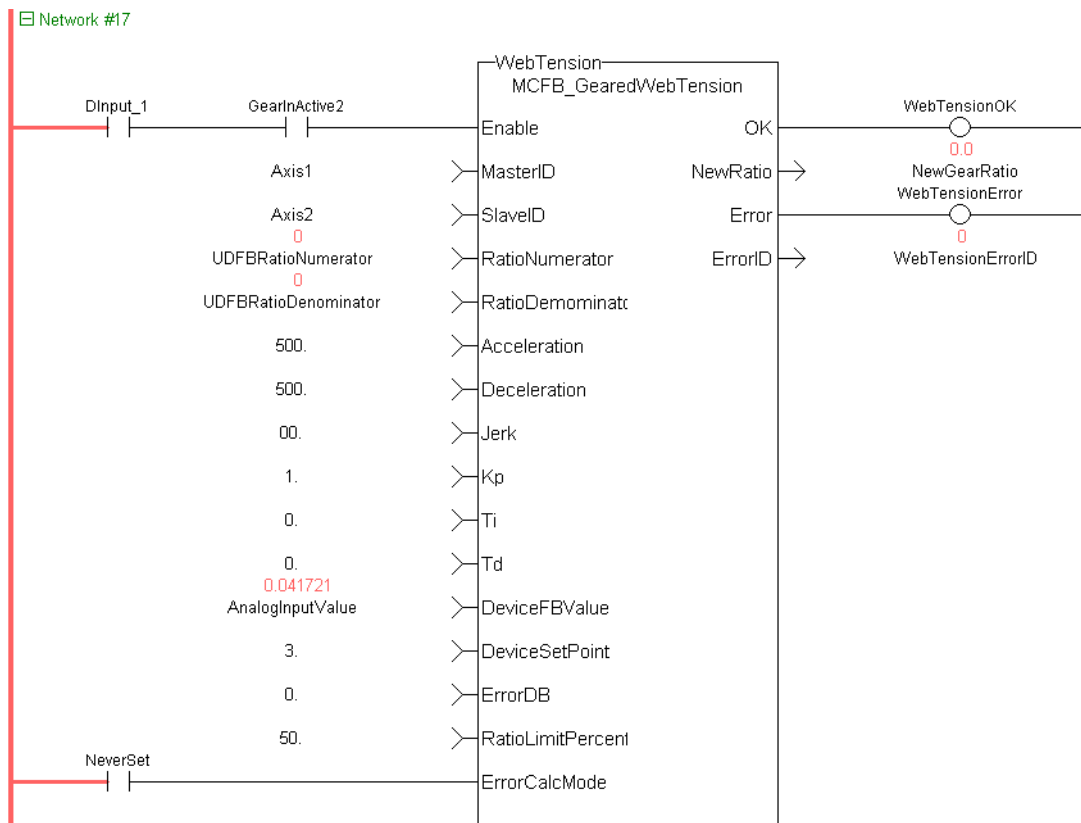 Network #17
WebTension
MCFB_GearedWebTension
DInput_1 GearInActive2 Enable OK WebTensionOK
0.0
Axis1 MasterID NewRatio NewGearRatio
WebTensionError
Axis2 SlaveID Error
0 0
UDFBRatioNumerator RatioNumerator ErrorID WebTensionErrorID
0
UDFBRatioDenominator RatioDemominato
500. Acceleration
500. Deceleration
00. Jerk
1. Kp
0. Ti
0. Td
0.041721
AnalogInputValue DeviceFBValue
3. DeviceSetPoint
0. ErrorDB
50. RatioLimitPercent
NeverSet
ErrorCalcMode